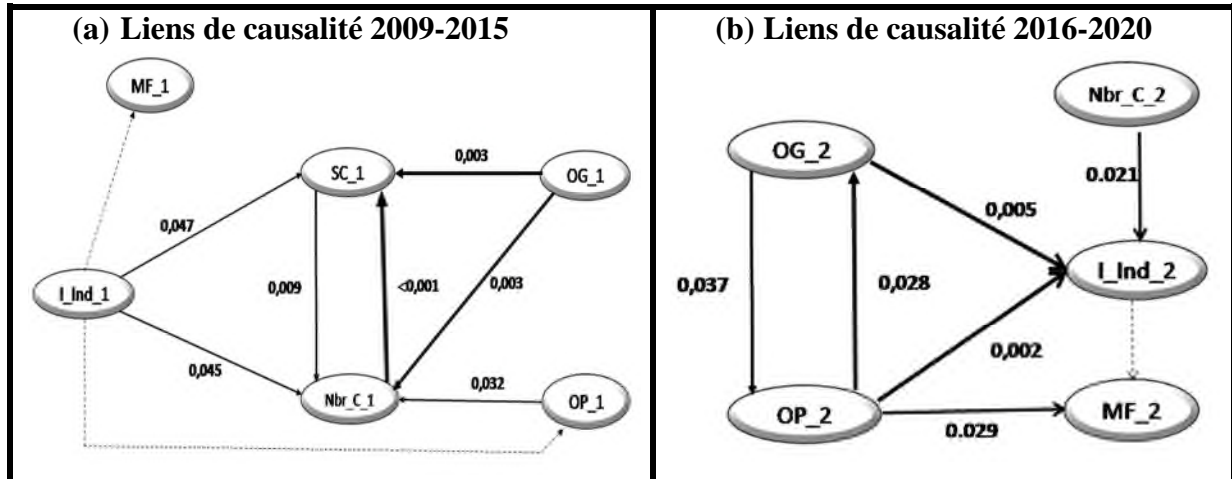 (a) Liens de causalité 2009-2015
MF_1
SC_1
0,003
OG_1
0,047
I_Ind_1
0,009
<0,001
0,003
0,045
Nbr_C_1
0,032
OP_1
(b) Liens de causalité 2016-2020
Nbr_C_2
OG_2
0.021
0,005
I_Ind_2
0,037
0,028
0,002
OP_2
0.029
MF_2